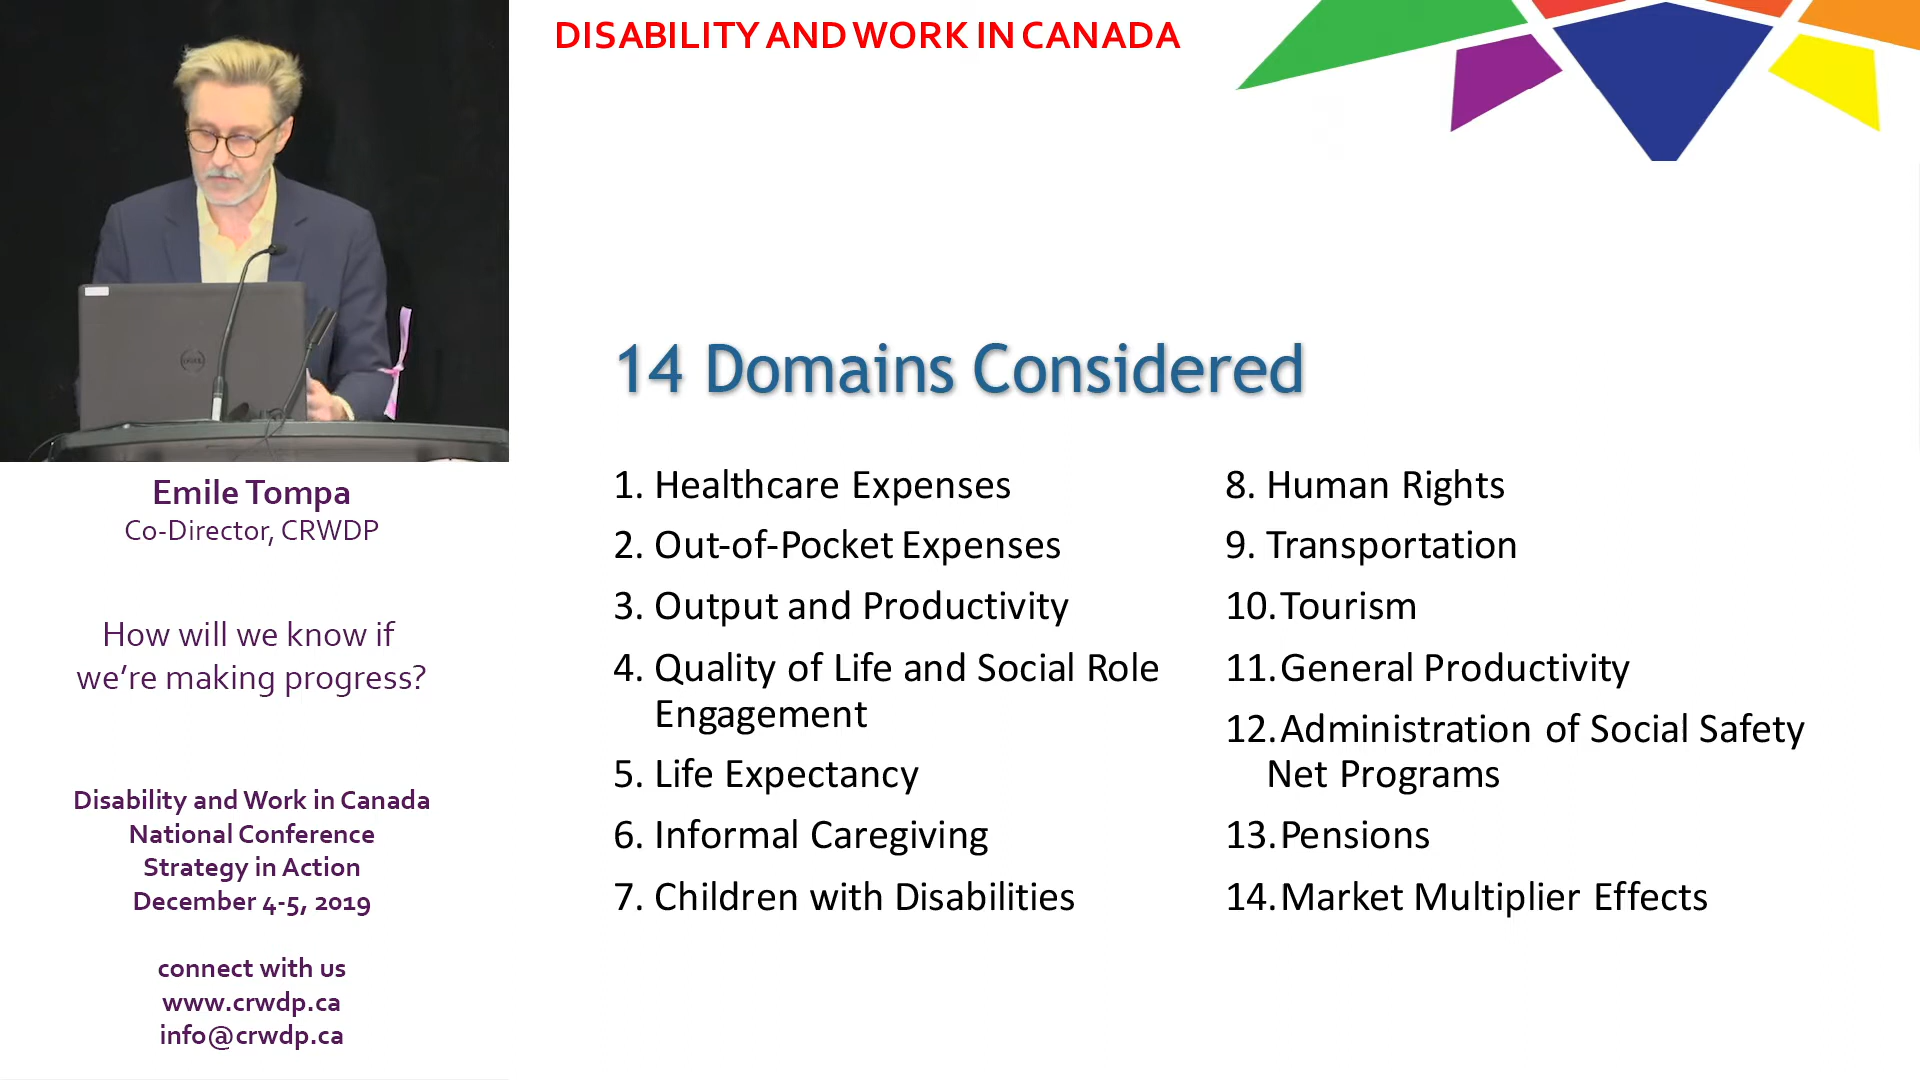 DISABILITY AND WORK IN CANADA
14 Domains Considered
1. Healthcare Expenses
2. Out-of-Pocket Expenses
3. Output and Productivity
4. Quality of Life and Social Role
Engagement
5. Life Expectancy
6. Informal Caregiving
7. Children with Disabilities
8. Human Rights
9. Transportation
10. Tourism
11. General Productivity
12. Administration of Social Safety
Net Programs
13. Pensions
14. Market Multiplier Effects
Emile Tompa
Co-Director, CRWDP
How will we know if
we're making progress?
Disability and Work in Canada
National Conference
Strategy in Action
December 4-5, 2019
connect with us
www.crwdp.ca
info@crwdp.ca
DELL